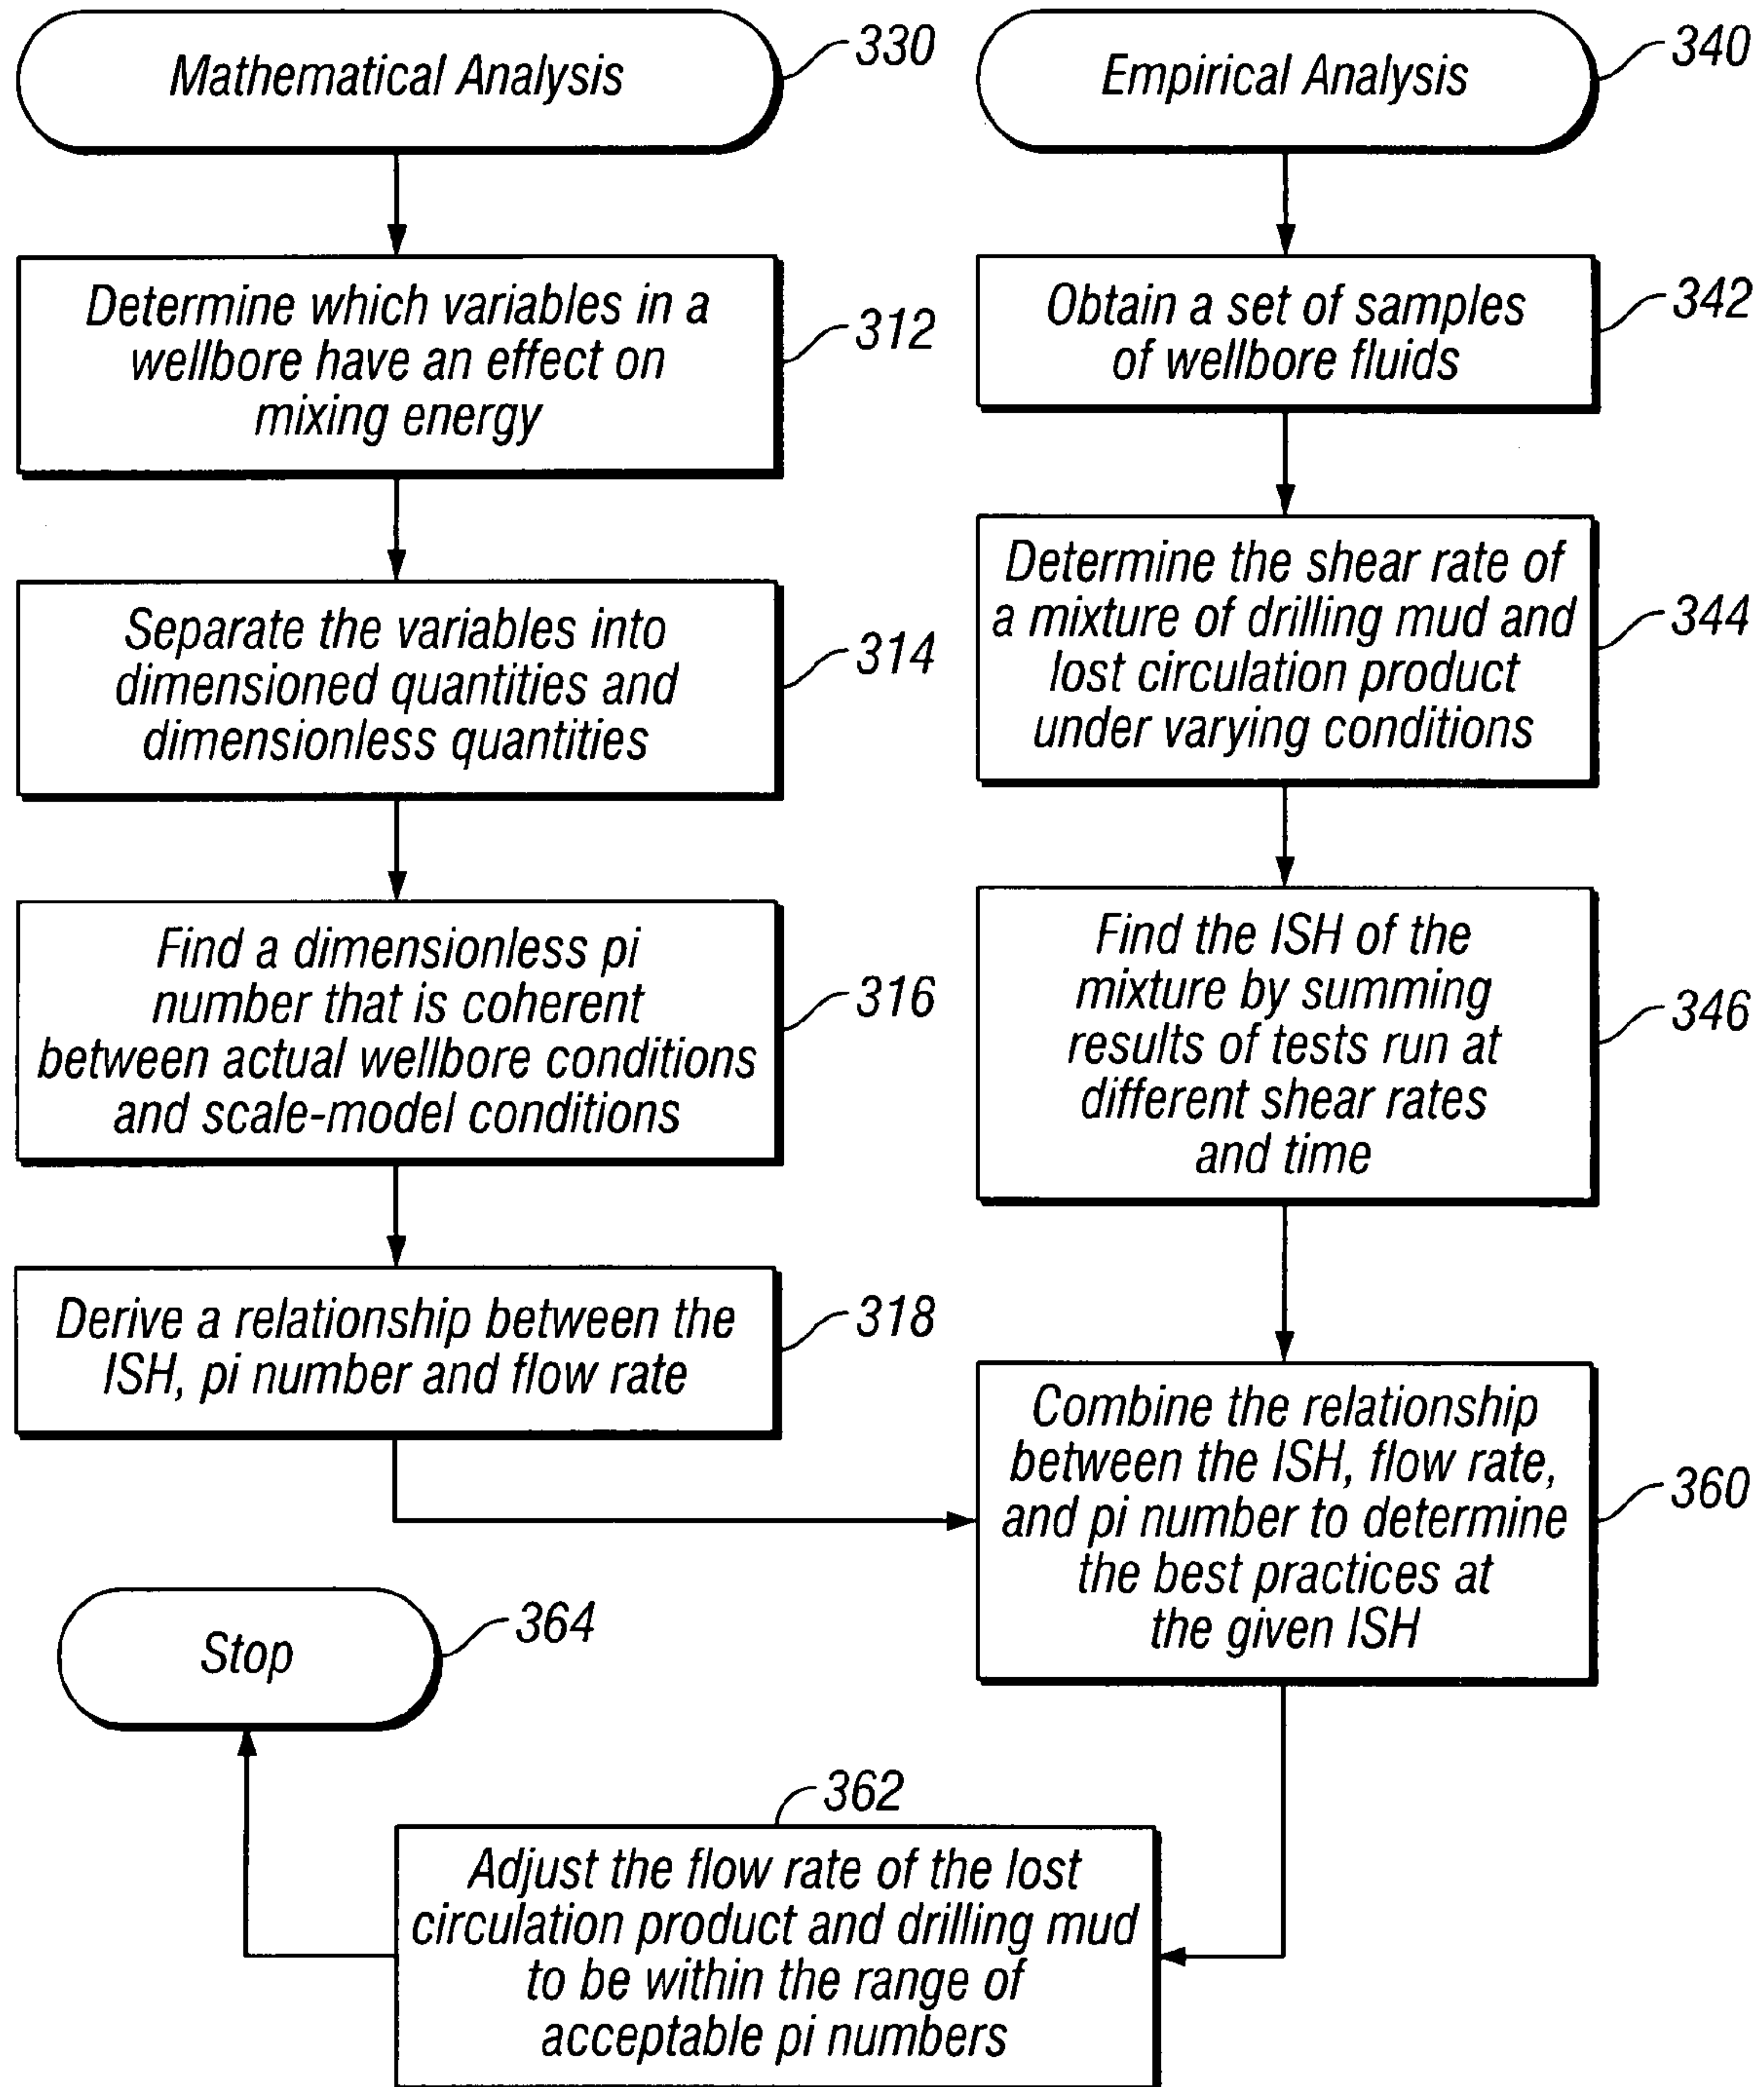 Mathematical Analysis
330
Determine which variables in a
wellbore have an effect on
mixing energy
312
Separate the variables into
dimensioned quantities and
dimensionless quantities
314
Find a dimensionless pi
number that is coherent
between actual wellbore conditions
and scale-model conditions
316
Derive a relationship between the
ISH, pi number and flow rate
318
Empirical Analysis
340
Obtain a set of samples
of wellbore fluids
342
Determine the shear rate of
a mixture of drilling mud and
lost circulation product
under varying conditions
344
Find the ISH of the
mixture by summing
results of tests run at
different shear rates
and time
346
Combine the relationship
between the ISH, flow rate,
and pi number to determine
the best practices at
the given ISH
360
362
Adjust the flow rate of the lost
circulation product and drilling mud
to be within the range of
acceptable pi numbers
Stop
364